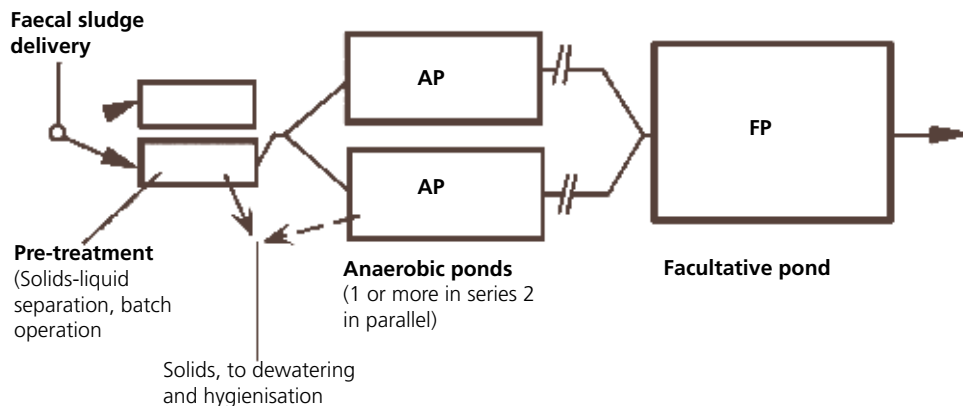 Faecal sludge
delivery
AP
AP
FP
Pre-treatment
(Solids-liquid
separation, batch
operation
Anaerobic ponds
(1 or more in series 2
in parallel)
Facultative pond
Solids, to dewatering
and hygienisation